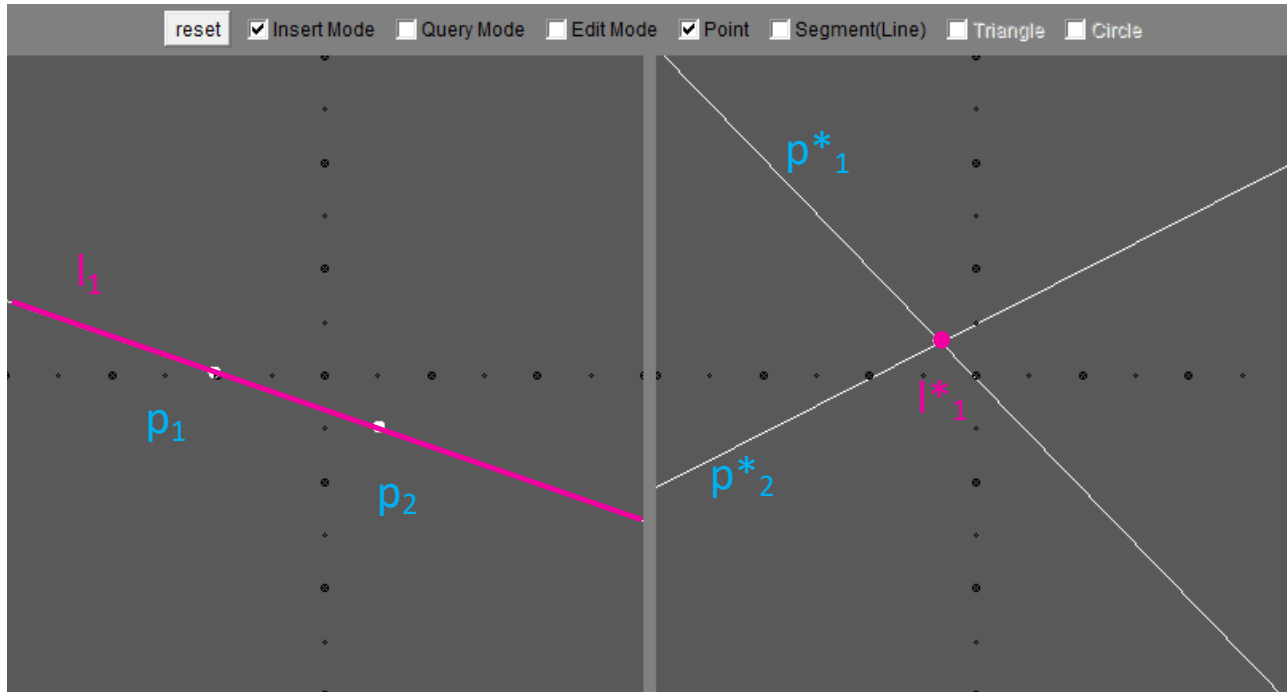 reset Insert Mode Query Mode Edit Mode Point Segment(Line) Triangle Circle
p*₁
l₁
l*₁
p₁
p*₂
p₂